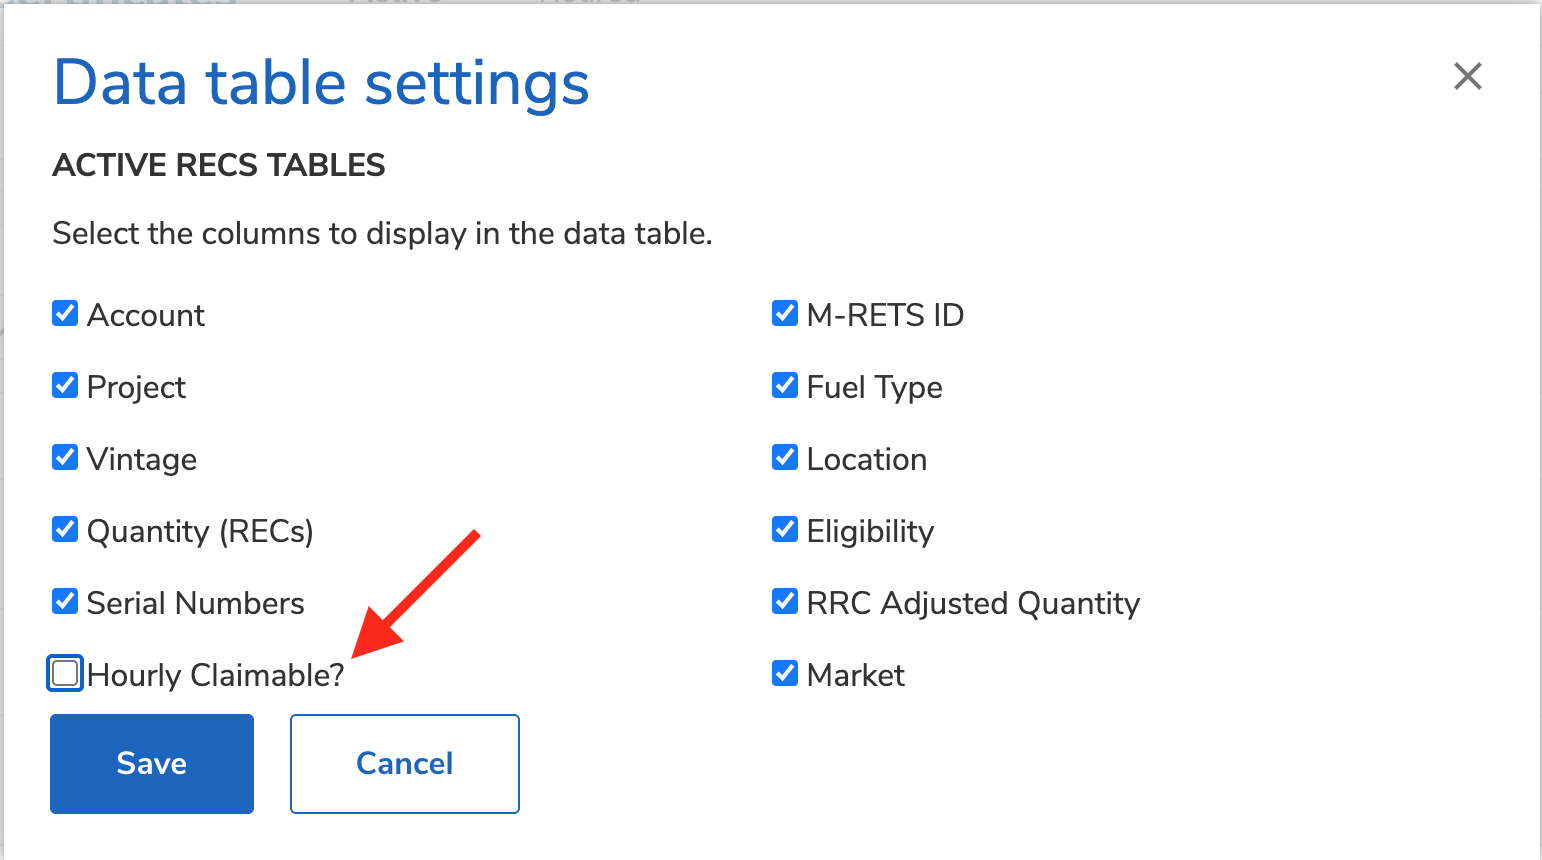 Data table settings
ACTIVE RECS TABLES
Select the columns to display in the data table.
Account
M-RETS ID
Project
Fuel Type
Vintage
Location
Quantity (RECs)
Eligibility
Serial Numbers
RRC Adjusted Quantity
Hourly Claimable?
Market
Save
Cancel